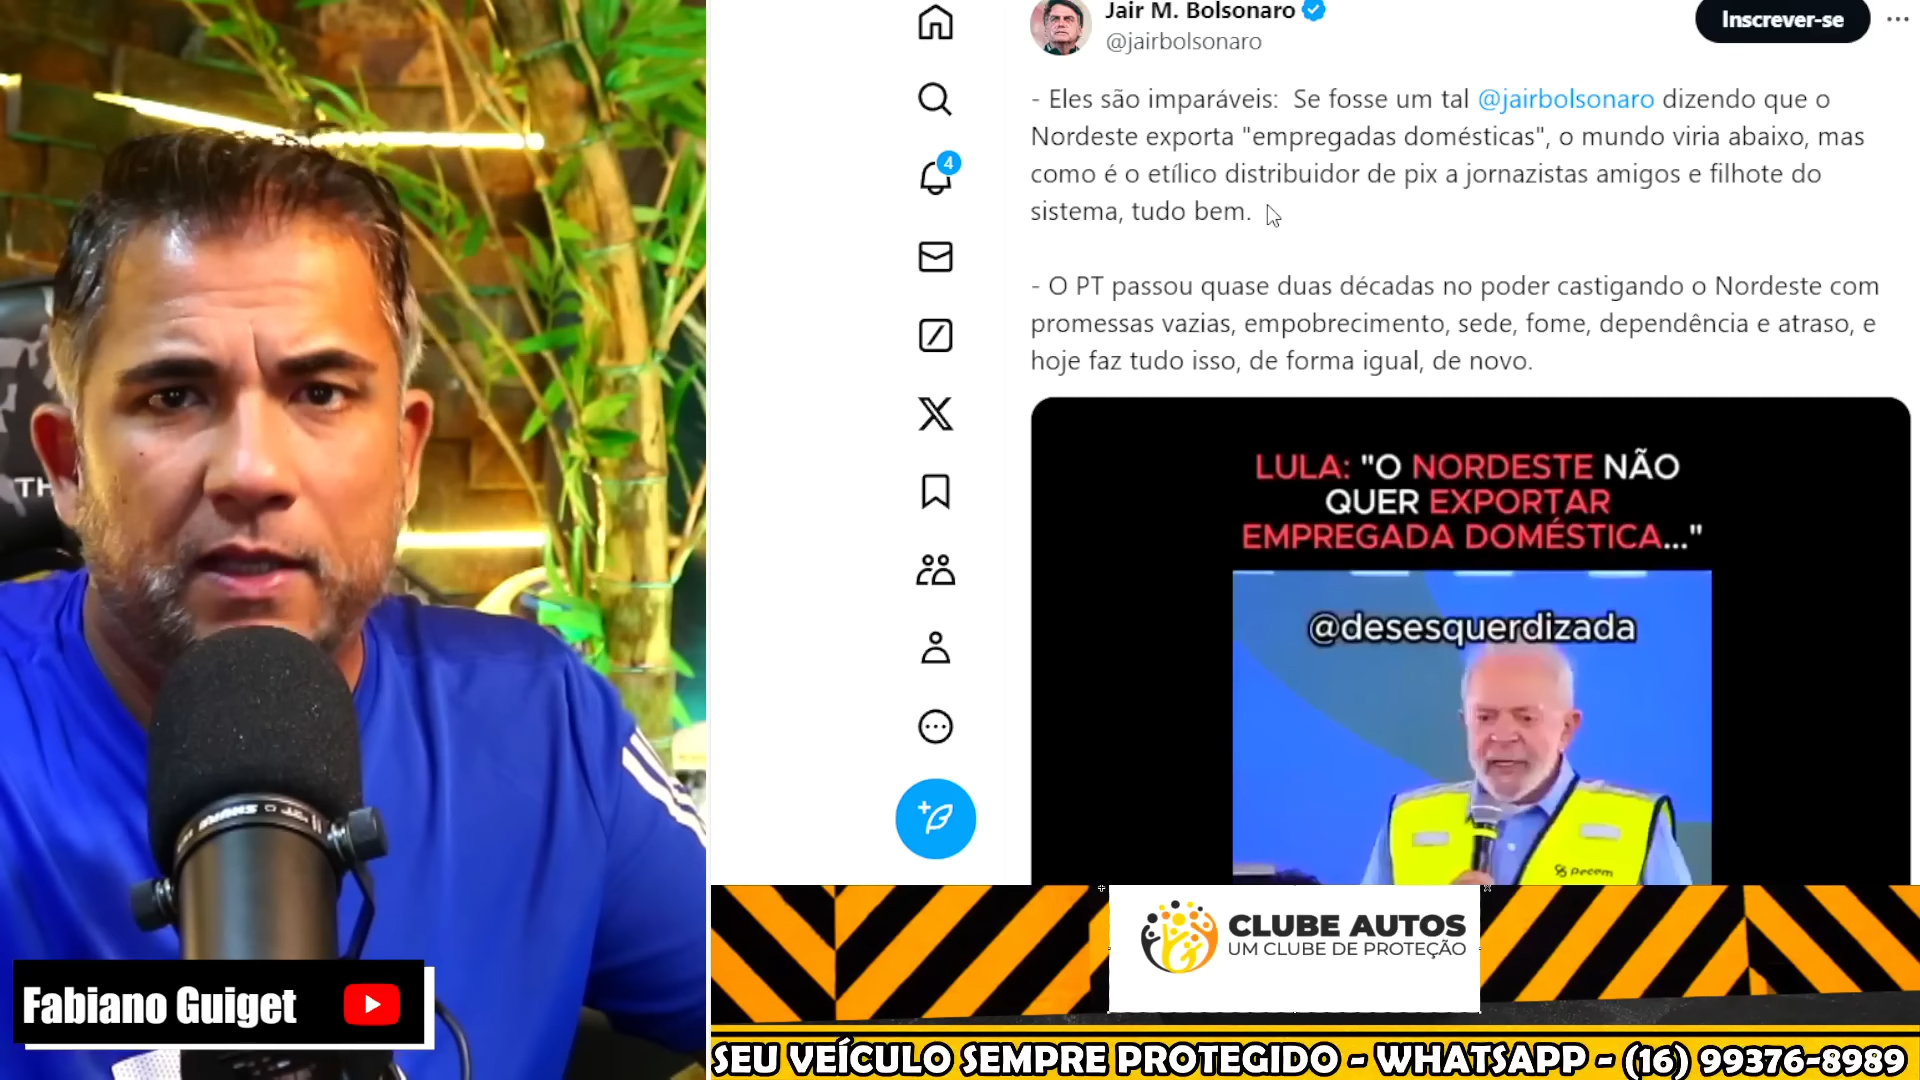 TH
Fabiano Guiget
Jair M. Bolsonaro
@jairbolsonaro
Inscrever-se
4
- Eles são imparáveis:  Se fosse um tal @jairbolsonaro dizendo que o
Nordeste exporta "empregadas domésticas", o mundo viria abaixo, mas
como é o etílico distribuidor de pix a jornazistas amigos e filhote do
sistema, tudo bem.
- O PT passou quase duas décadas no poder castigando o Nordeste com
promessas vazias, empobrecimento, sede, fome, dependência e atraso, e
hoje faz tudo isso, de forma igual, de novo.
LULA: "O NORDESTE NÃO
QUER EXPORTAR
EMPREGADA DOMÉSTICA..."
@desesquerdizada
pecem
CLUBE AUTOS
UM CLUBE DE PROTEÇÃO
SEU VEÍCULO SEMPRE PROTEGIDO - WHATSAPP - (16) 99376-8989